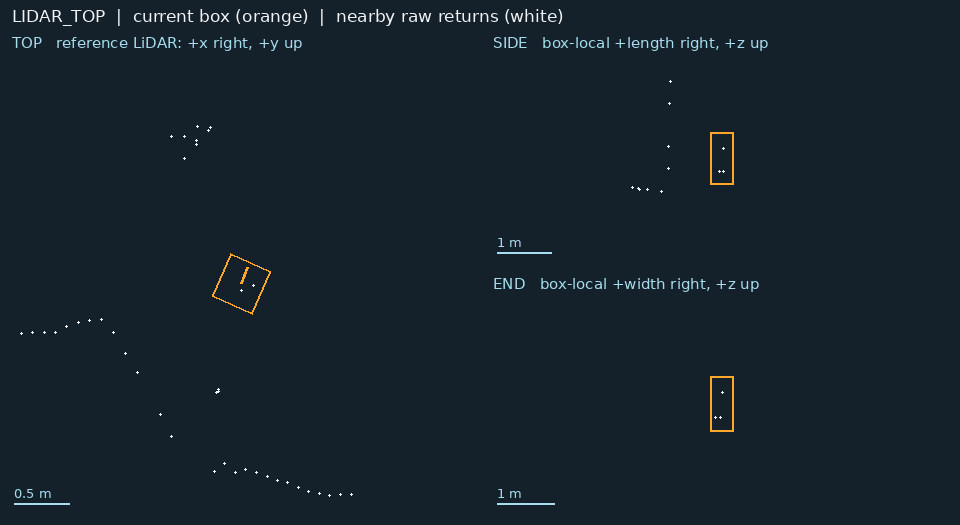 LIDAR_TOP | current box (orange) | nearby raw returns (white)
TOP reference LiDAR: +x right, +y up
SIDE box-local +length right, +z up
1 m
END box-local +width right, +z up
0.5 m
1 m